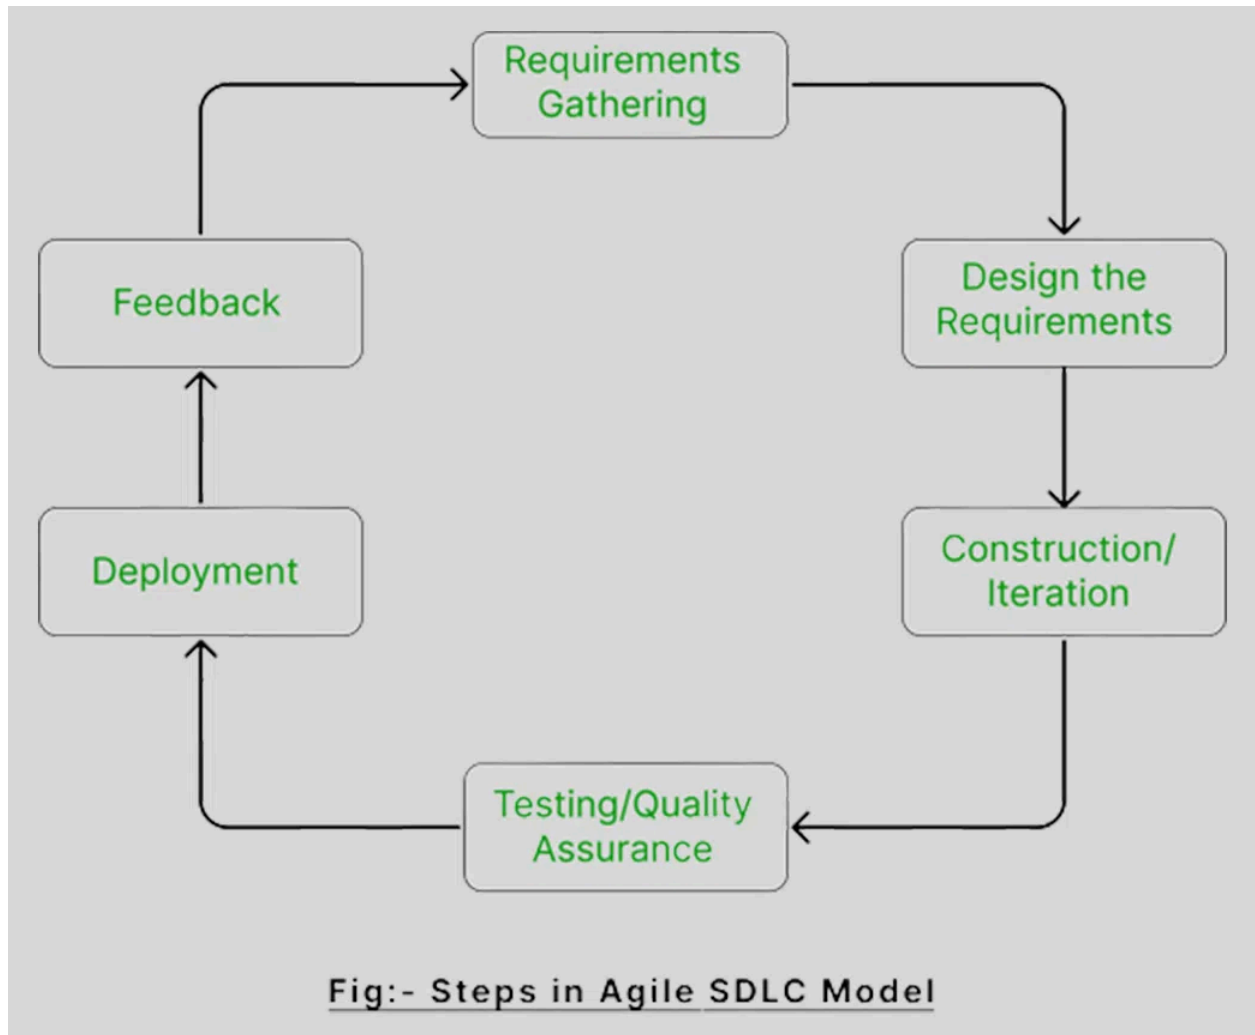 Requirements
Gathering
Design the
Requirements
Construction/
Iteration
Testing/Quality
Assurance
Deployment
Feedback
Fig:- Steps in Agile SDLC Model